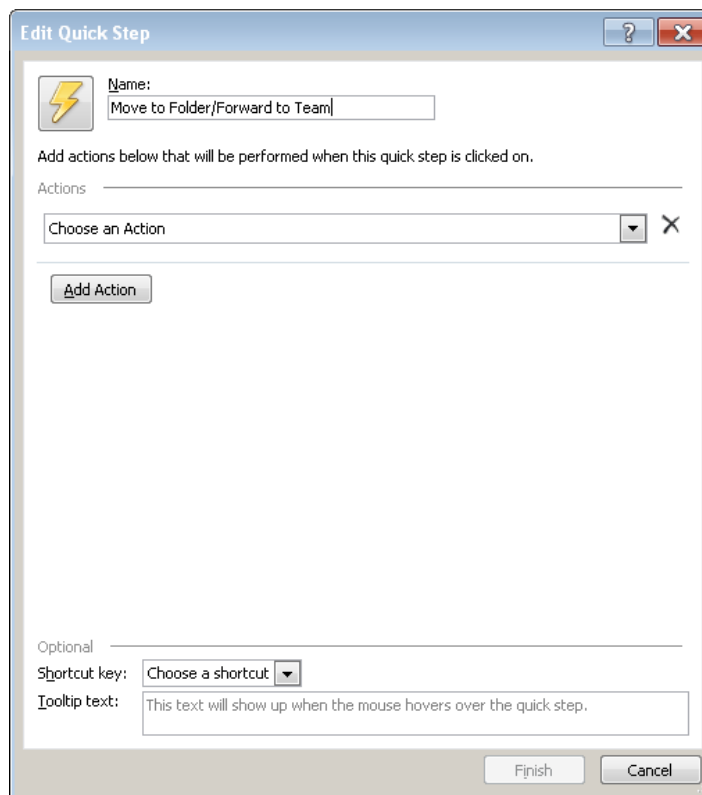 Edit Quick Step
Name:
Move to Folder/Forward to Team
Add actions below that will be performed when this quick step is clicked on.
Actions
Choose an Action
Add Action
Optional
Shortcut key: Choose a shortcut
Tooltip text: This text will show up when the mouse hovers over the quick step.
Finish Cancel